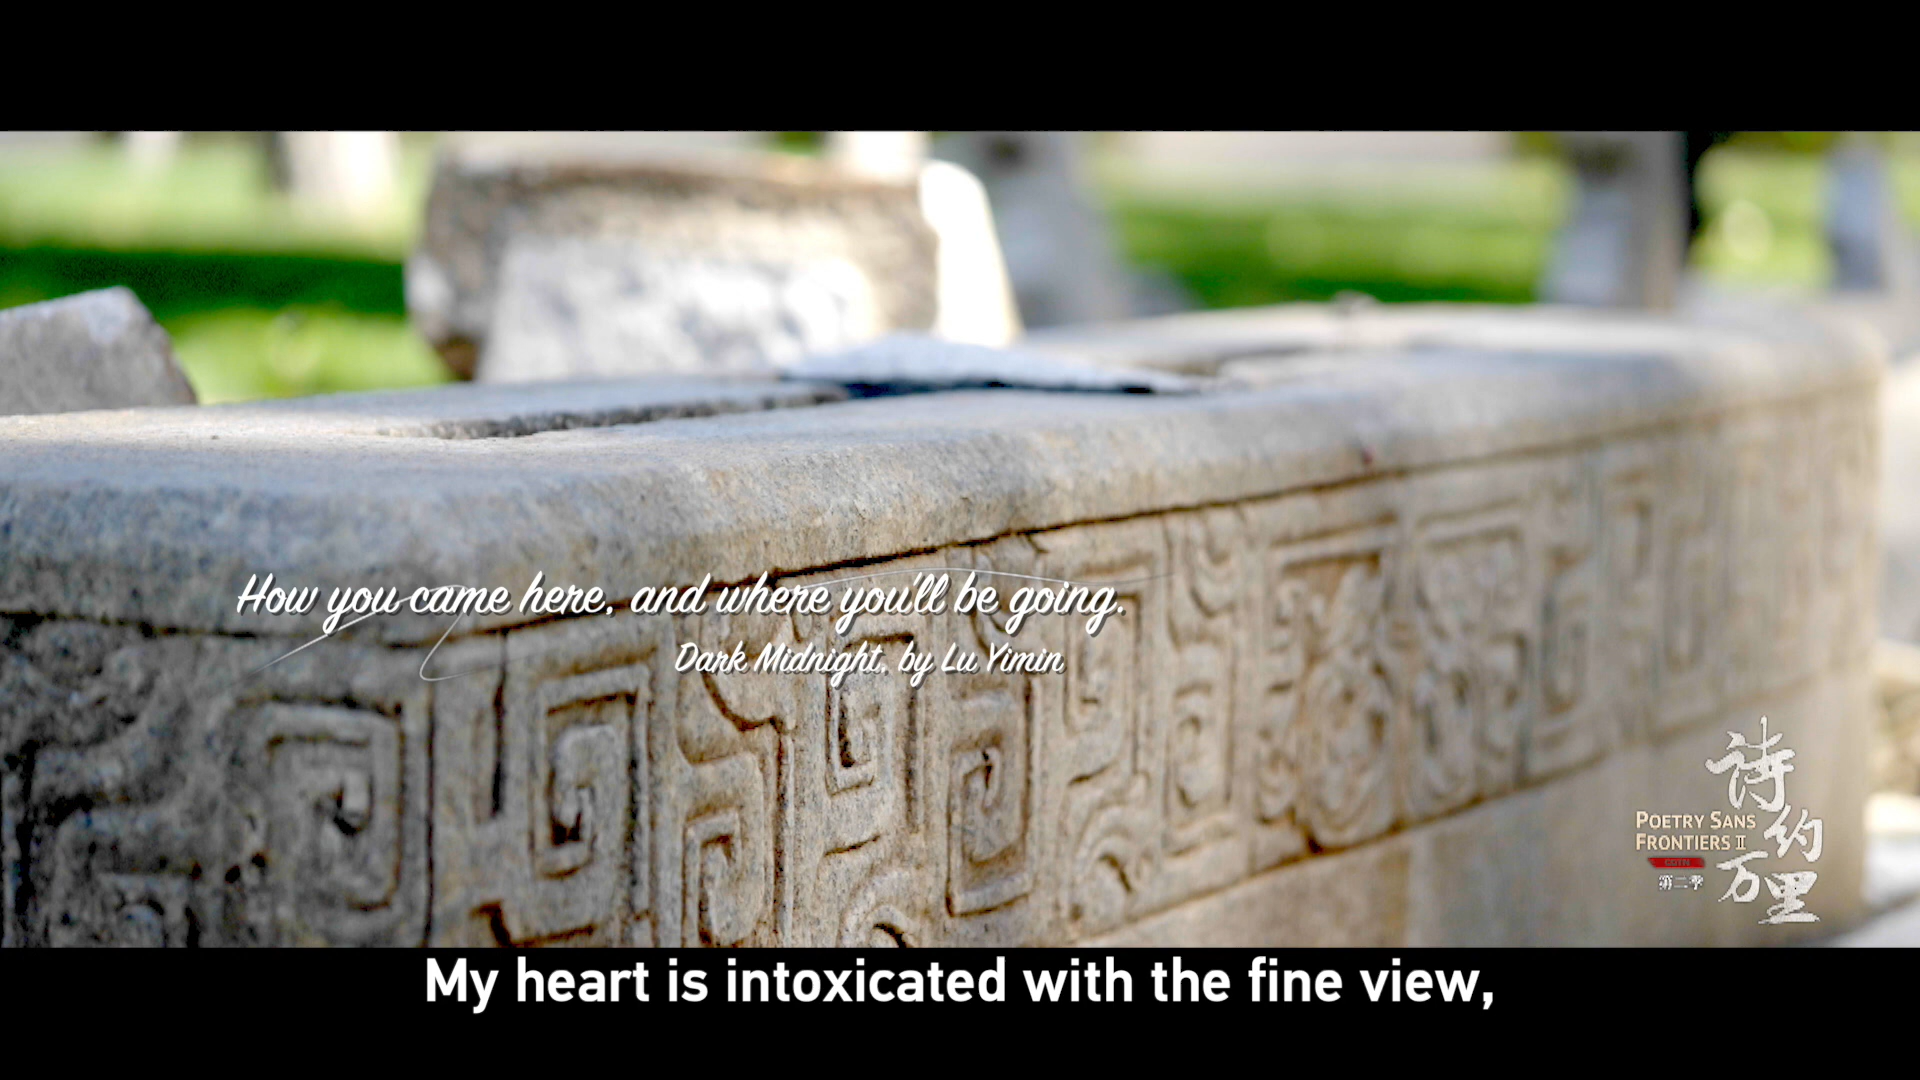 How you came here, and where you'll be going.
Dark Midnight, by Lu Yimin
诗约万里
POETRY SANS
FRONTIERS II
CGTN
第二季
My heart is intoxicated with the fine view,